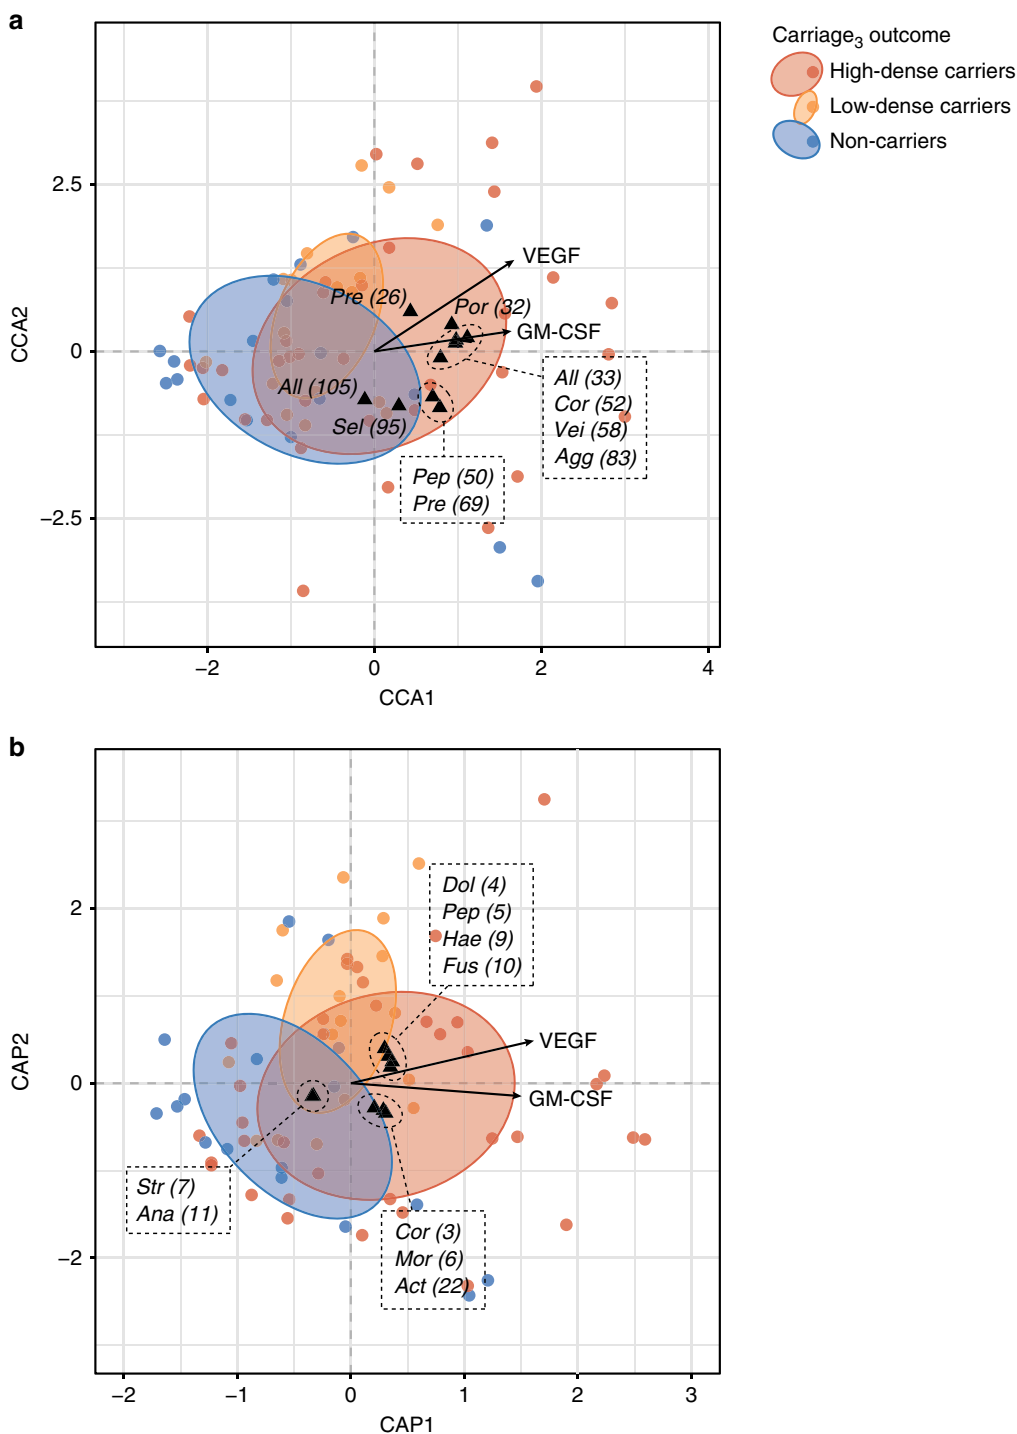 a
Carriage3 outcome
High-dense carriers
Low-dense carriers
Non-carriers
2.5
0
−2.5
CCA2
VEGF
Pre (26)
Por (32)
GM-CSF
All (105)
Sel (95)
All (33)
Cor (52)
Vei (58)
Agg (83)
Pep (50)
Pre (69)
−2
0
2
4
CCA1
b
Dol (4)
Pep (5)
Hae (9)
Fus (10)
2
0
−2
CAP2
VEGF
GM-CSF
Str (7)
Ana (11)
Cor (3)
Mor (6)
Act (22)
−2
−1
0
1
2
3
CAP1